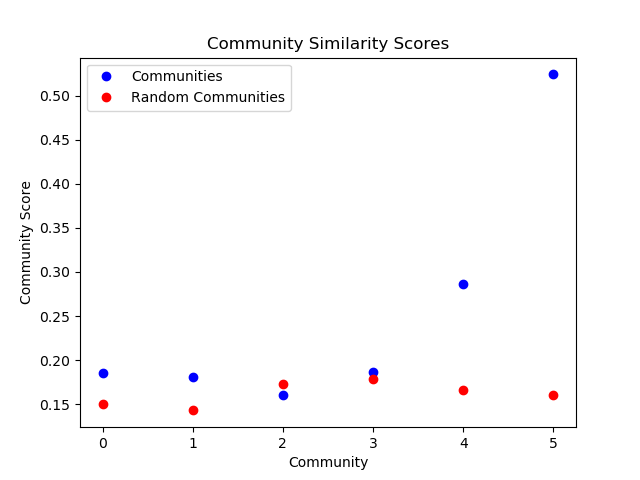 Community Similarity Scores
Communities
Random Communities
0.50
0.45
0.40
0.35
0.30
0.25
0.20
0.15
Community Score
0 1 2 3 4 5
Community